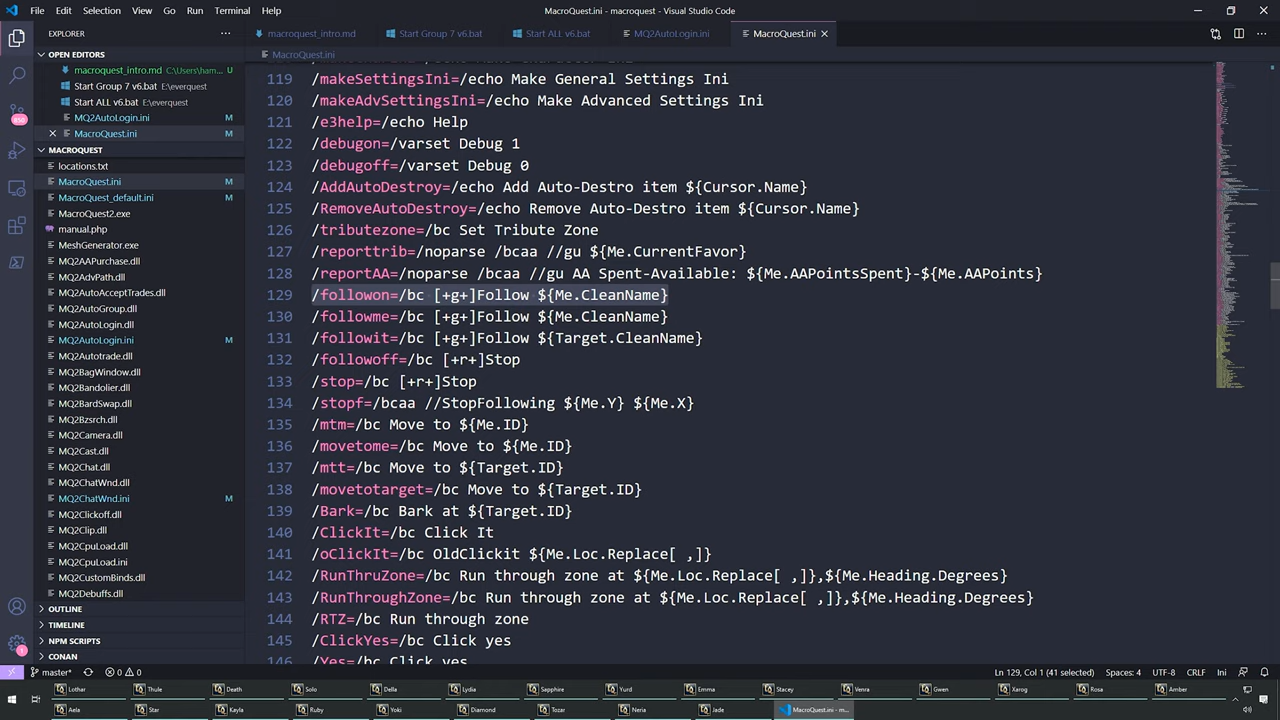 File Edit Selection View Go Run Terminal Help
MacroQuest.ini - macroquest - Visual Studio Code
EXPLORER
macroquest_intro.md
Start Group 7 v6.bat
Start ALL v6.bat
MQ2AutoLogin.ini
MacroQuest.ini
OPEN EDITORS
macroquest_intro.md C:\Users\ham... U
Start Group 7 v6.bat E:\everquest
Start ALL v6.bat E:\everquest
MQ2AutoLogin.ini M
MacroQuest.ini M
MACROQUEST
locations.txt
MacroQuest.ini M
MacroQuest_default.ini M
MacroQuest2.exe
manual.php
MeshGenerator.exe
MQ2AAPurchase.dll
MQ2AdvPath.dll
MQ2AutoAcceptTrades.dll
MQ2AutoGroup.dll
MQ2AutoLogin.dll
MQ2AutoLogin.ini M
MQ2Autotrade.dll
MQ2BagWindow.dll
MQ2Bandolier.dll
MQ2BardSwap.dll
MQ2Bzsrch.dll
MQ2Camera.dll
MQ2Cast.dll
MQ2Chat.dll
MQ2ChatWnd.dll
MQ2ChatWnd.ini M
MQ2Clickoff.dll
MQ2Clip.dll
MQ2CpuLoad.dll
MQ2CpuLoad.ini
MQ2CustomBinds.dll
MQ2Debuffs.dll
OUTLINE
TIMELINE
NPM SCRIPTS
CONAN
MacroQuest.ini
119 /makeSettingsIni=/echo Make General Settings Ini
120 /makeAdvSettingsIni=/echo Make Advanced Settings Ini
121 /e3help=/echo Help
122 /debugon=/varset Debug 1
123 /debugoff=/varset Debug 0
124 /AddAutoDestroy=/echo Add Auto-Destro item ${Cursor.Name}
125 /RemoveAutoDestroy=/echo Remove Auto-Destro item ${Cursor.Name}
126 /tributezone=/bc Set Tribute Zone
127 /reporttrib=/noparse /bcaa //gu ${Me.CurrentFavor}
128 /reportAA=/noparse /bcaa //gu AA Spent-Available: ${Me.AAPointsSpent}-${Me.AAPoints}
129 /followon=/bc [+g+]Follow ${Me.CleanName}
130 /followme=/bc [+g+]Follow ${Me.CleanName}
131 /followit=/bc [+g+]Follow ${Target.CleanName}
132 /followoff=/bc [+r+]Stop
133 /stop=/bc [+r+]Stop
134 /stopf=/bcaa //StopFollowing ${Me.Y} ${Me.X}
135 /mtm=/bc Move to ${Me.ID}
136 /movetome=/bc Move to ${Me.ID}
137 /mtt=/bc Move to ${Target.ID}
138 /movetotarget=/bc Move to ${Target.ID}
139 /Bark=/bc Bark at ${Target.ID}
140 /ClickIt=/bc Click It
141 /oClickIt=/bc OldClickit ${Me.Loc.Replace[ ,]}
142 /RunThruZone=/bc Run through zone at ${Me.Loc.Replace[ ,]},${Me.Heading.Degrees}
143 /RunThroughZone=/bc Run through zone at ${Me.Loc.Replace[ ,]},${Me.Heading.Degrees}
144 /RTZ=/bc Run through zone
145 /ClickYes=/bc Click yes
146 /Yes=/bc Click yes
master* 0 0
Ln 129, Col 1 (41 selected) Spaces: 4 UTF-8 CRLF Ini
Lothar Thule Death Solo Della Lydia Sapphire Yurd Emma Stacey Venra Gwen Xarog Rosa Amber
Aela Star Kayla Ruby Yoki Diamond Tozar Neria Jade MacroQuest.ini - m...